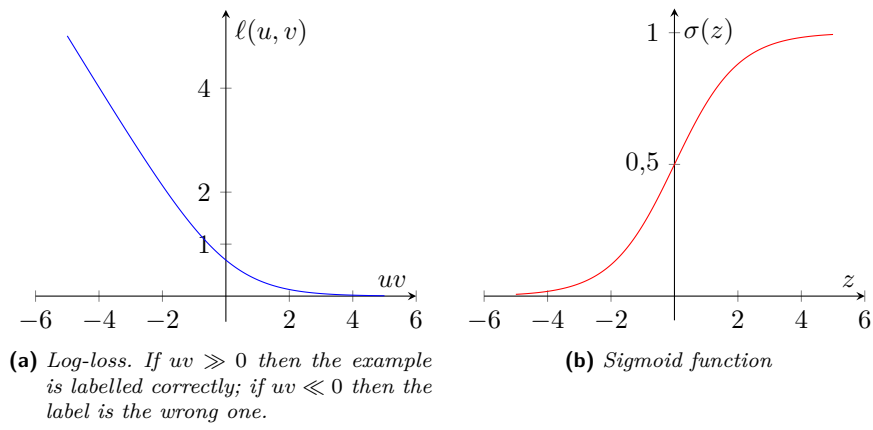 ℓ(u, v)
4
2
1
uv
−6 −4 −2 2 4 6
(a) Log-loss. If uv ≫ 0 then the example
is labelled correctly; if uv ≪ 0 then the
label is the wrong one.
σ(z)
1
0,5
z
−6 −4 −2 2 4 6
(b) Sigmoid function